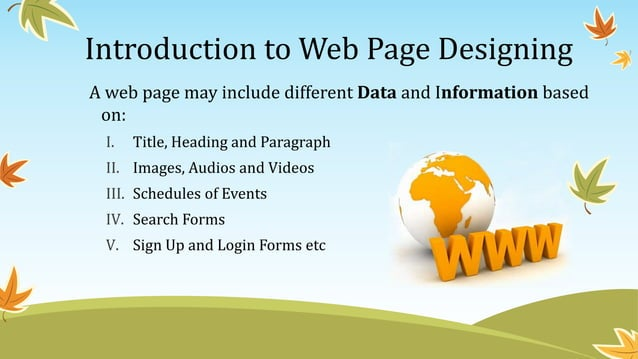 Introduction to Web Page Designing
A web page may include different Data and Information based
on:
I. Title, Heading and Paragraph
II. Images, Audios and Videos
III. Schedules of Events
IV. Search Forms
V. Sign Up and Login Forms etc
WWW